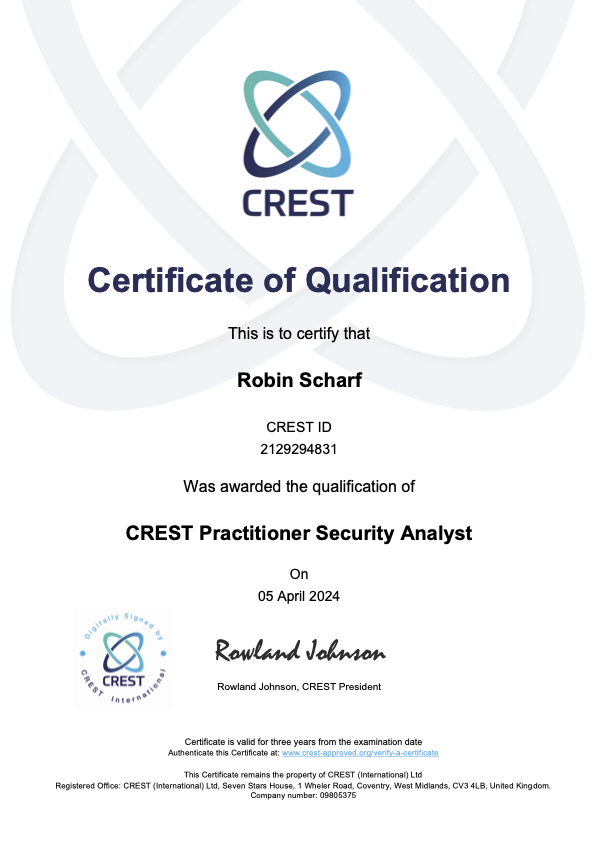 CREST
Certificate of Qualification
This is to certify that
Robin Scharf
CREST ID
2129294831
Was awarded the qualification of
CREST Practitioner Security Analyst
On
05 April 2024
Digitally Signed by
CREST
CREST International
Rowland Johnson
Rowland Johnson, CREST President
Certificate is valid for three years from the examination date
Authenticate this Certificate at: www.crest-approved.org/verify-a-certificate
This Certificate remains the property of CREST (International) Ltd
Registered Office: CREST (International) Ltd, Seven Stars House, 1 Wheler Road, Coventry, West Midlands, CV3 4LB, United Kingdom.
Company number: 09805375